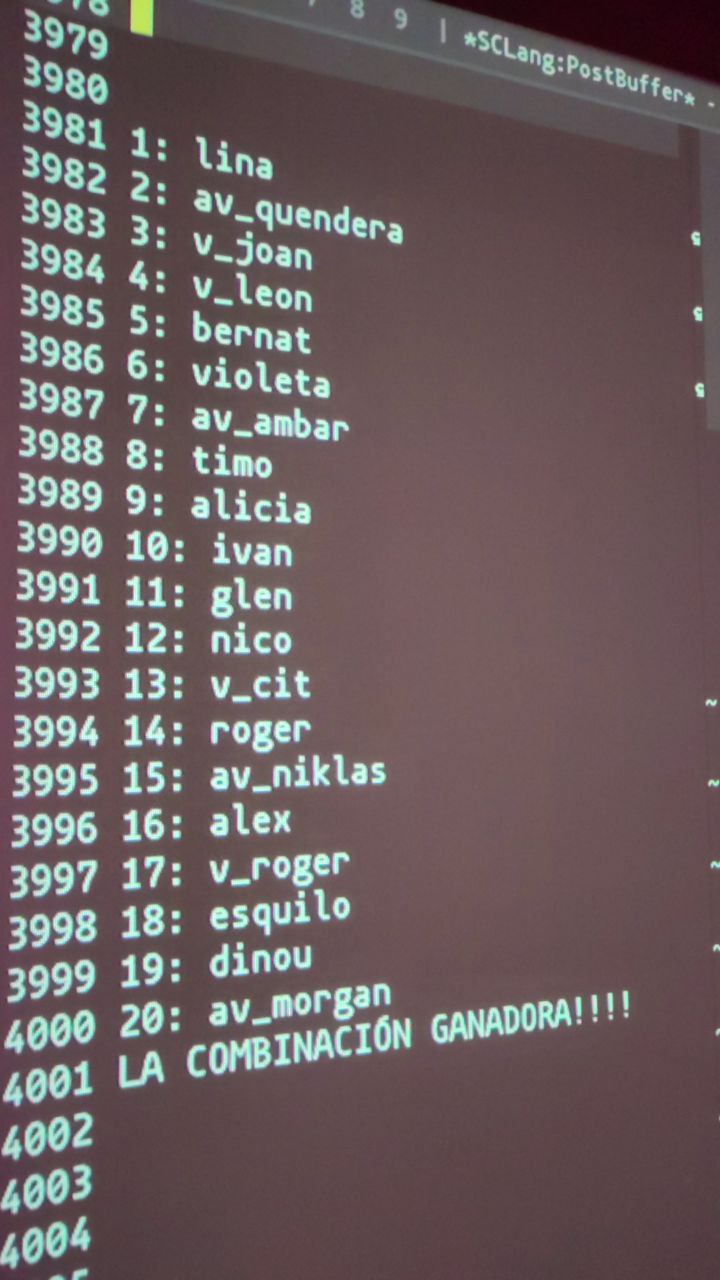 8 9 | *SCLang:PostBuffer* -
3979
3980
3981 1: lina
3982 2: av_quendera
3983 3: v_joan
3984 4: v_leon
3985 5: bernat
3986 6: violeta
3987 7: av_ambar
3988 8: timo
3989 9: alicia
3990 10: ivan
3991 11: glen
3992 12: nico
3993 13: v_cit
3994 14: roger
3995 15: av_niklas
3996 16: alex
3997 17: v_roger
3998 18: esquilo
3999 19: dinou
4000 20: av_morgan
4001 LA COMBINACIÓN GANADORA!!!!
4002
4003
4004